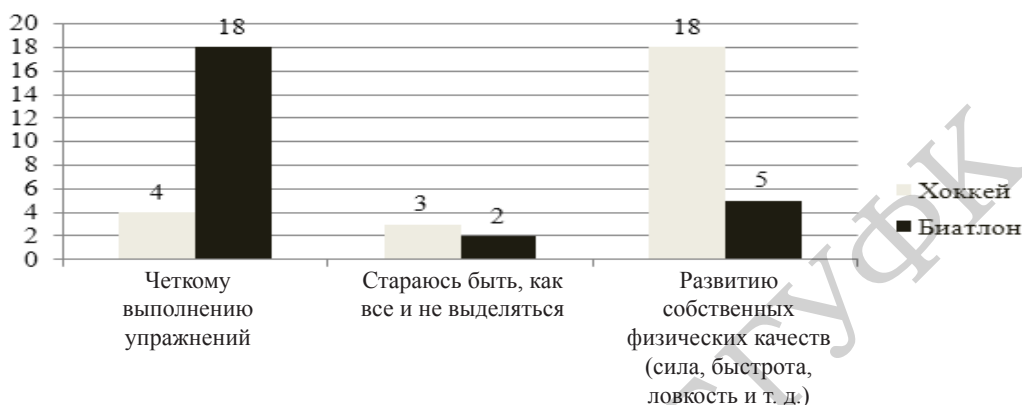 20
18
16
14
12
10
8
6
4
2
0
4
18
3
2
18
5
Четкому
выполнению
упражнений
Стараюсь быть, как
все и не выделяться
Развитию
собственных
физических качеств
(сила, быстрота,
ловкость и т. д.)
Хоккей
Биатлон
ГУФК